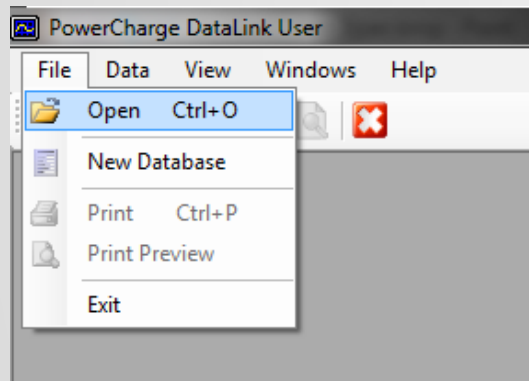 PowerCharge DataLink User
File Data View Windows Help
Open Ctrl+O
New Database
Print Ctrl+P
Print Preview
Exit